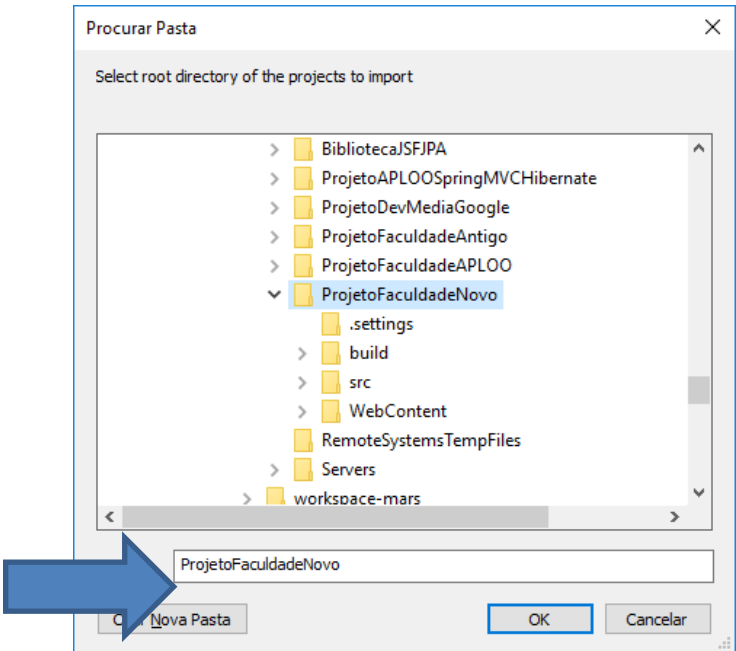 Procurar Pasta
Select root directory of the projects to import
BibliotecaJSFJPA
ProjetoAPLOOSpringMVCHibernate
ProjetoDevMediaGoogle
ProjetoFaculdadeAntigo
ProjetoFaculdadeAPLOO
ProjetoFaculdadeNovo
.settings
build
src
WebContent
RemoteSystemsTempFiles
Servers
workspace-mars
ProjetoFaculdadeNovo
Nova Pasta
OK
Cancelar